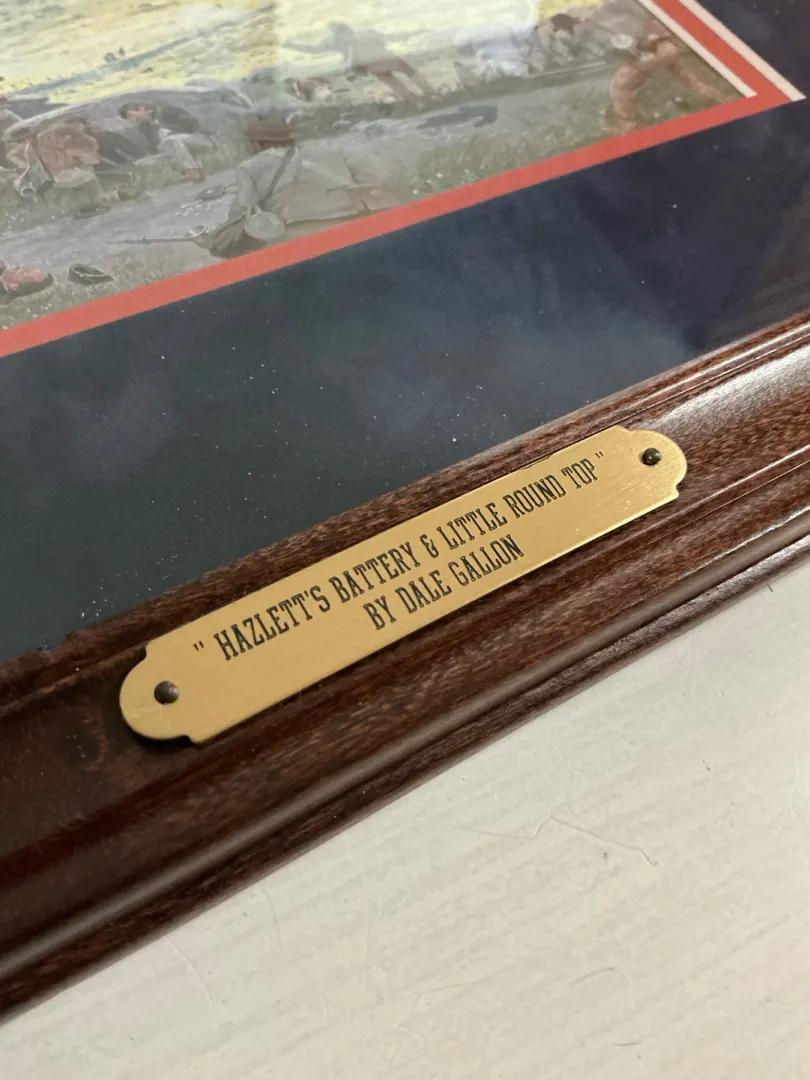 " HAZLETT'S BATTERY & LITTLE ROUND TOP "
BY DALE GALLON